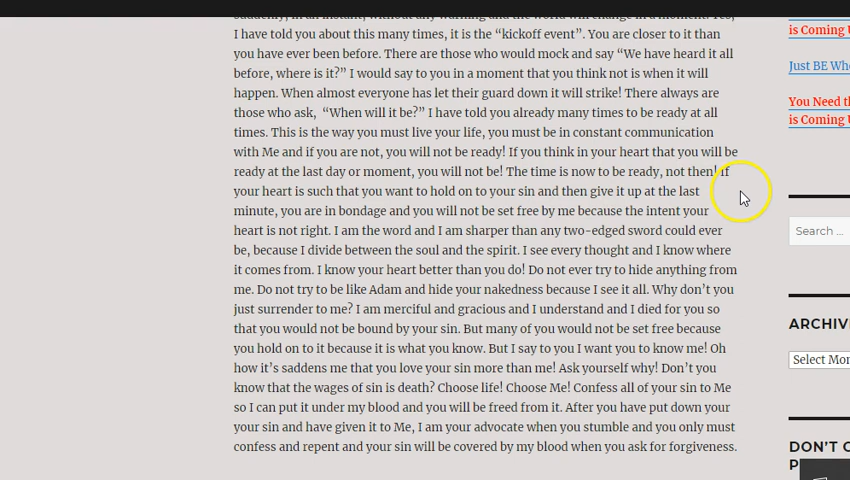 suddenly, in an instant, without any warning and the world will change in a moment. Yes,
I have told you about this many times, it is the “kickoff event”. You are closer to it than
you have ever been before. There are those who would mock and say “We have heard it all
before, where is it?” I would say to you in a moment that you think not is when it will
happen. When almost everyone has let their guard down it will strike! There always are
those who ask,  “When will it be?” I have told you already many times to be ready at all
times. This is the way you must live your life, you must be in constant communication
with Me and if you are not, you will not be ready! If you think in your heart that you will be
ready at the last day or moment, you will not be! The time is now to be ready, not then! If
your heart is such that you want to hold on to your sin and then give it up at the last
minute, you are in bondage and you will not be set free by me because the intent your
heart is not right. I am the word and I am sharper than any two-edged sword could ever
be, because I divide between the soul and the spirit. I see every thought and I know where
it comes from. I know your heart better than you do! Do not ever try to hide anything from
me. Do not try to be like Adam and hide your nakedness because I see it all. Why don’t you
just surrender to me? I am merciful and gracious and I understand and I died for you so
that you would not be bound by your sin. But many of you would not be set free because
you hold on to it because it is what you know. But I say to you I want you to know me! Oh
how it’s saddens me that you love your sin more than me! Ask yourself why! Don’t you
know that the wages of sin is death? Choose life! Choose Me! Confess all of your sin to Me
so I can put it under my blood and you will be freed from it. After you have put down your
your sin and have given it to Me, I am your advocate when you stumble and you only must
confess and repent and your sin will be covered by my blood when you ask for forgiveness.
is Coming
Just BE Wh
You Need t
is Coming
Search ...
ARCHIV
Select Mon
DON’T
P